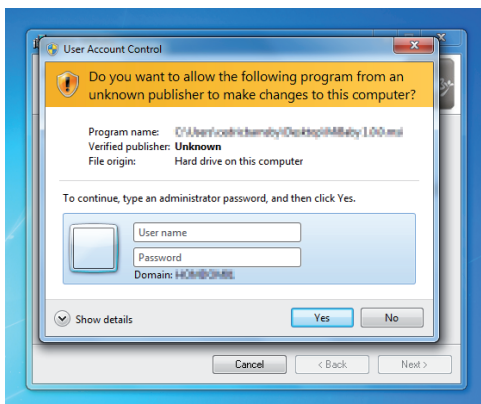 User Account Control
Do you want to allow the following program from an
unknown publisher to make changes to this computer?
Program name:
Verified publisher: Unknown
File origin: Hard drive on this computer
To continue, type an administrator password, and then click Yes.
User name
Password
Domain:
Show details
Yes
No
Cancel
< Back
Next >